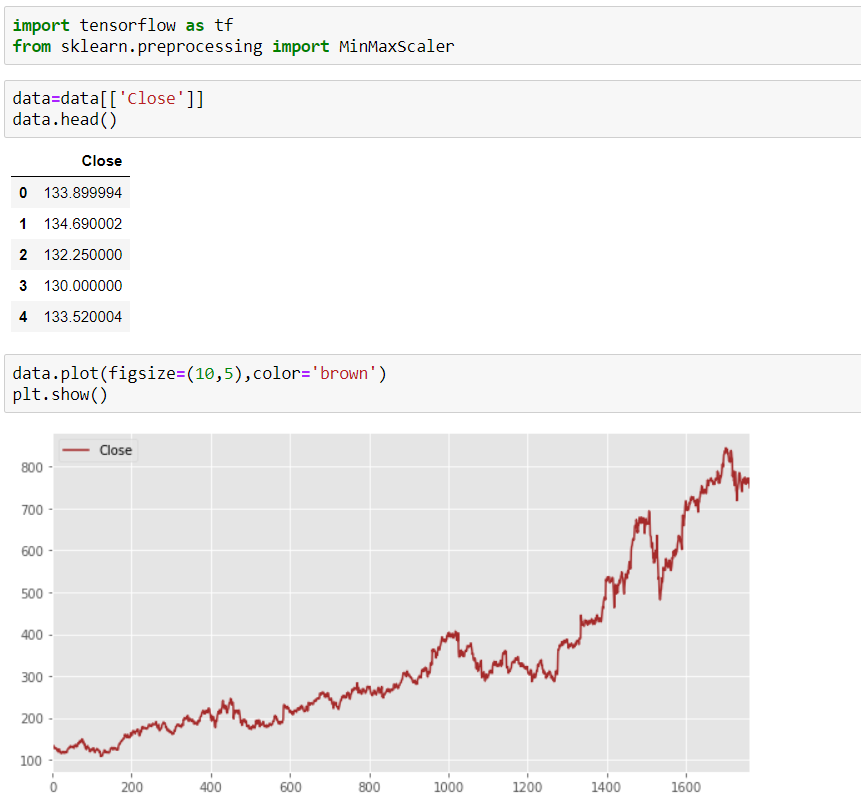 import tensorflow as tf
from sklearn.preprocessing import MinMaxScaler
data=data[['Close']]
data.head()
Close
0 133.899994
1 134.690002
2 132.250000
3 130.000000
4 133.520004
data.plot(figsize=(10,5),color='brown')
plt.show()
Close
800
700
600
500
400
300
200
100
0 200 400 600 800 1000 1200 1400 1600